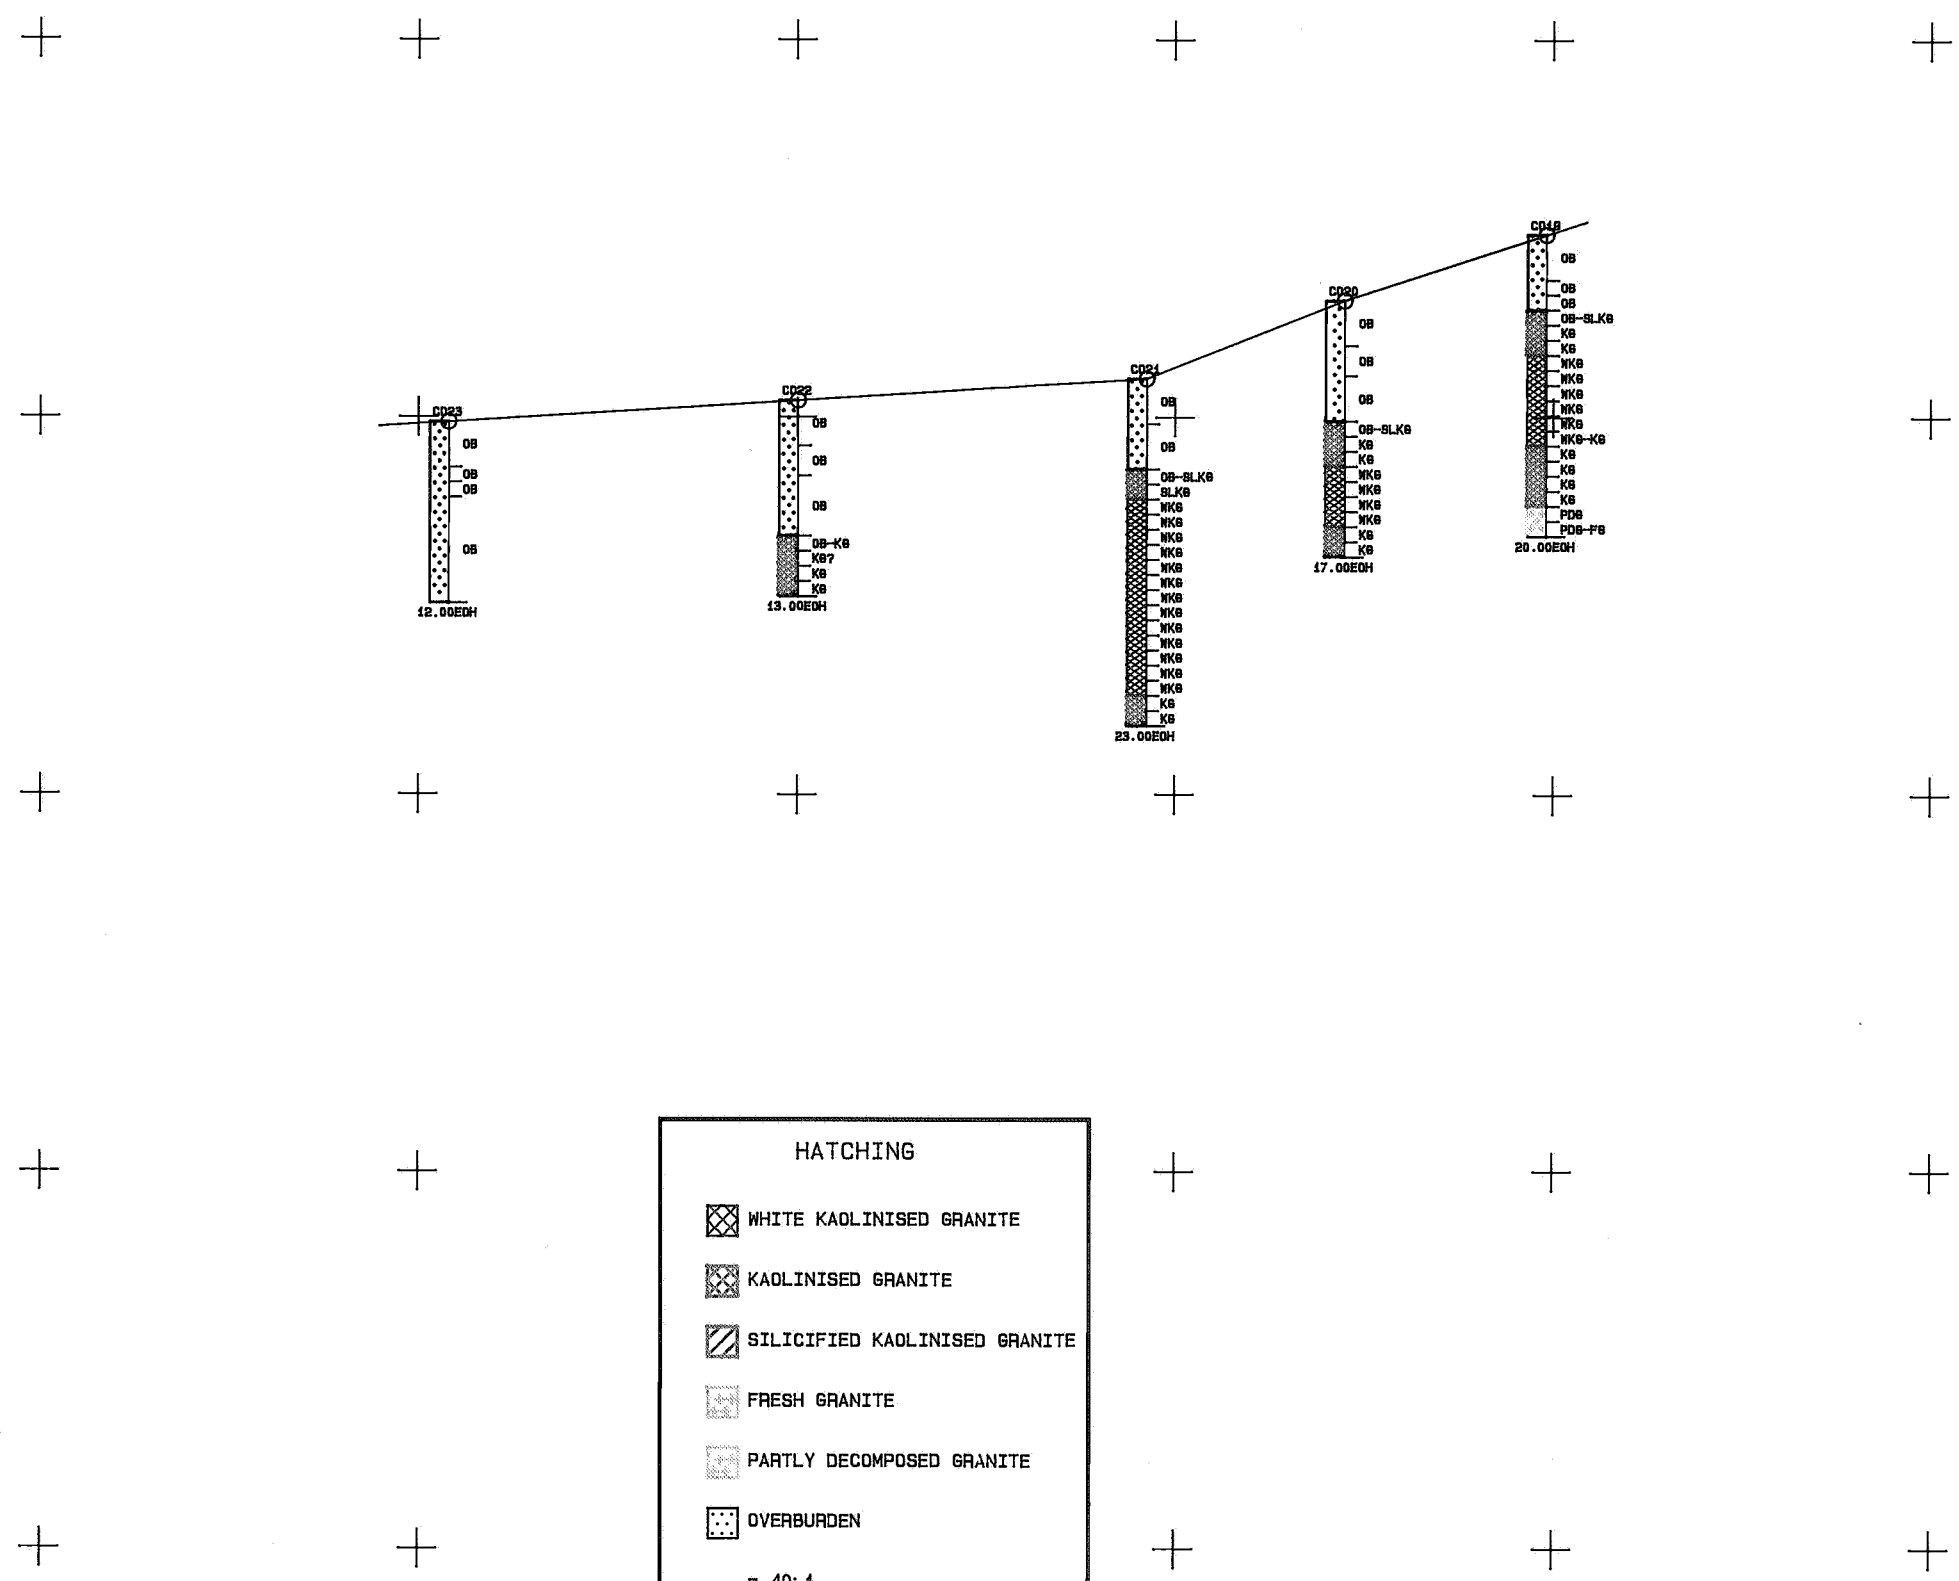 CD19
OB
OB
OB
OB-SLKG
KG
KG
WKG
WKG
WKG
WKG
WKG
WKG-KG
KG
KG
KG
KG
PDG
PDG-FG
20.00EOH
CD20
OB
OB
OB
OB-SLKG
KG
KG
WKG
WKG
WKG
WKG
KG
KG
17.00EOH
CD21
OB
OB
OB-SLKG
SLKG
WKG
WKG
WKG
WKG
WKG
WKG
WKG
WKG
WKG
WKG
WKG
WKG
WKG
KG
KG
23.00EOH
CD22
OB
OB
OB
OB-KG
KG?
KG
KG
13.00EOH
CD23
OB
OB
OB
OB
12.00EOH
HATCHING
WHITE KAOLINISED GRANITE
KAOLINISED GRANITE
SILICIFIED KAOLINISED GRANITE
FRESH GRANITE
PARTLY DECOMPOSED GRANITE
OVERBURDEN